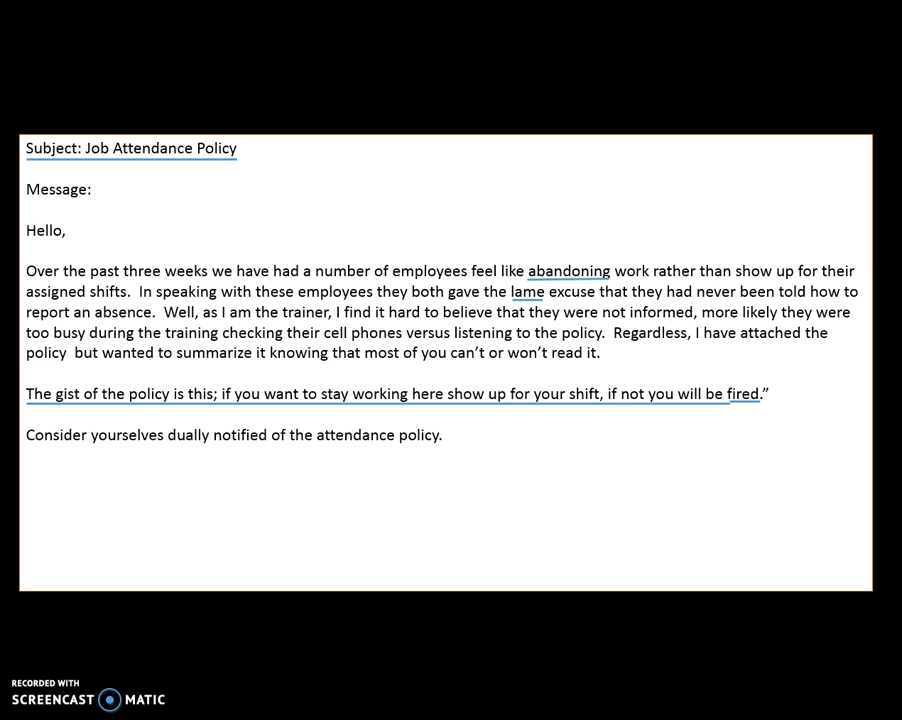 Subject: Job Attendance Policy
Message:
Hello,
Over the past three weeks we have had a number of employees feel like abandoning work rather than show up for their
assigned shifts.  In speaking with these employees they both gave the lame excuse that they had never been told how to
report an absence.  Well, as I am the trainer, I find it hard to believe that they were not informed, more likely they were
too busy during the training checking their cell phones versus listening to the policy.  Regardless, I have attached the
policy  but wanted to summarize it knowing that most of you can’t or won’t read it.
The gist of the policy is this; if you want to stay working here show up for your shift, if not you will be fired.”
Consider yourselves dually notified of the attendance policy.
RECORDED WITH
SCREENCAST MATIC